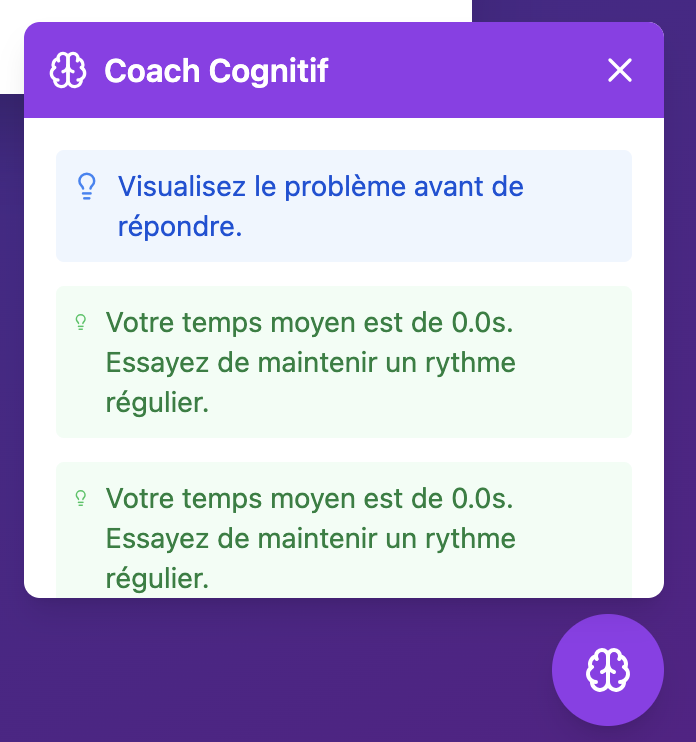 Coach Cognitif
Visualisez le problème avant de
répondre.
Votre temps moyen est de 0.0s.
Essayez de maintenir un rythme
régulier.
Votre temps moyen est de 0.0s.
Essayez de maintenir un rythme
régulier.